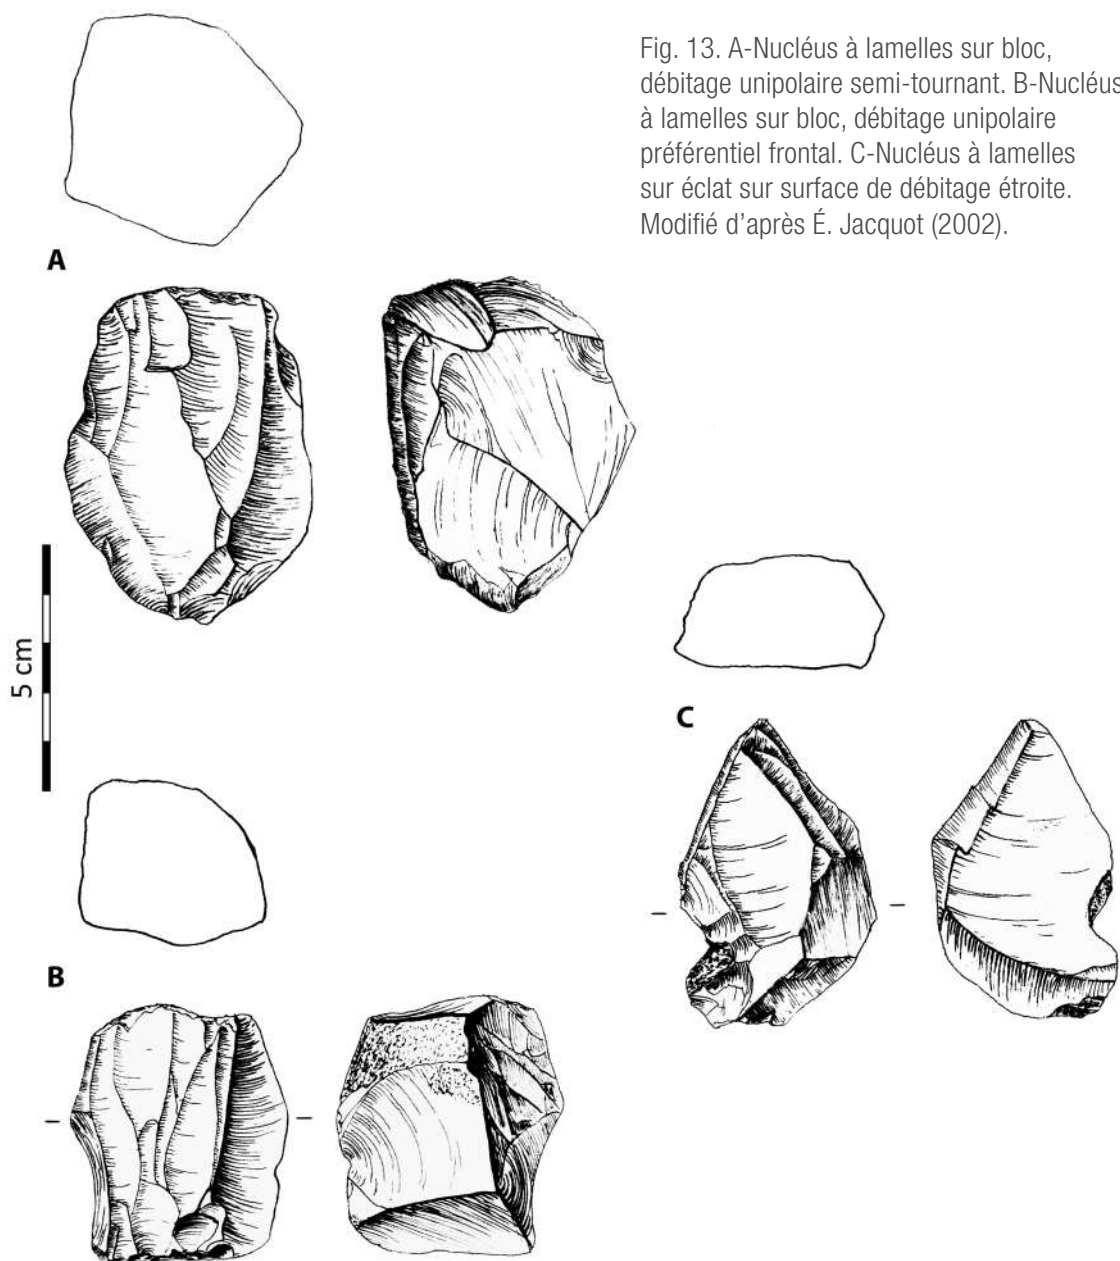 Fig. 13. A-Nucléus à lamelles sur bloc,
débitage unipolaire semi-tournant. B-Nucléus
à lamelles sur bloc, débitage unipolaire
préférentiel frontal. C-Nucléus à lamelles
sur éclat sur surface de débitage étroite.
Modifié d’après É. Jacquot (2002).
A
5 cm
C
B